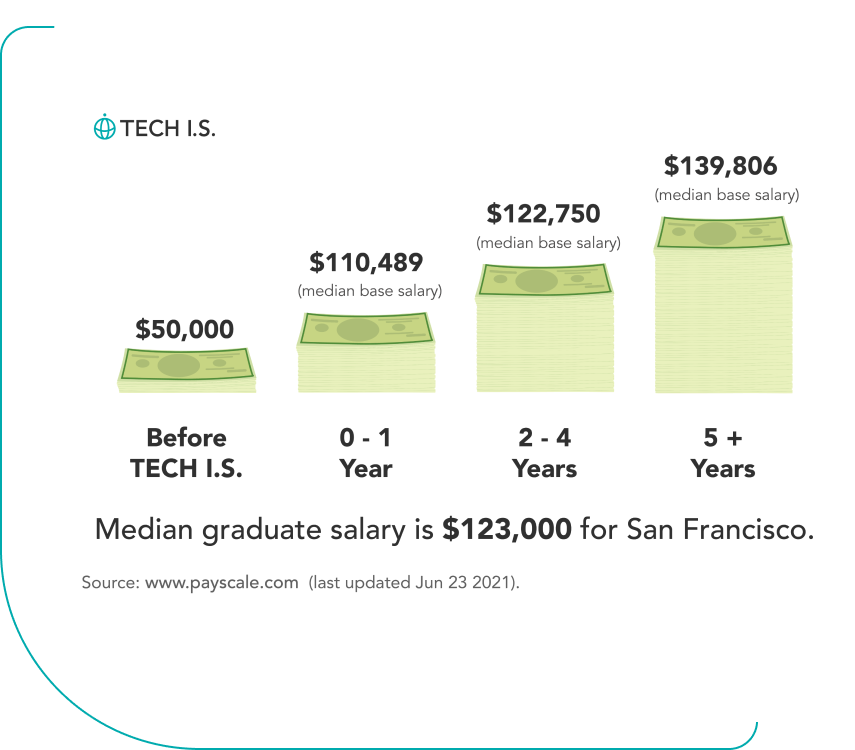 TECH I.S.
$139,806
(median base salary)
$122,750
(median base salary)
$110,489
(median base salary)
$50,000
Before
TECH I.S.
0 - 1
Year
2 - 4
Years
5 +
Years
Median graduate salary is $123,000 for San Francisco.
Source: www.payscale.com (last updated Jun 23 2021).